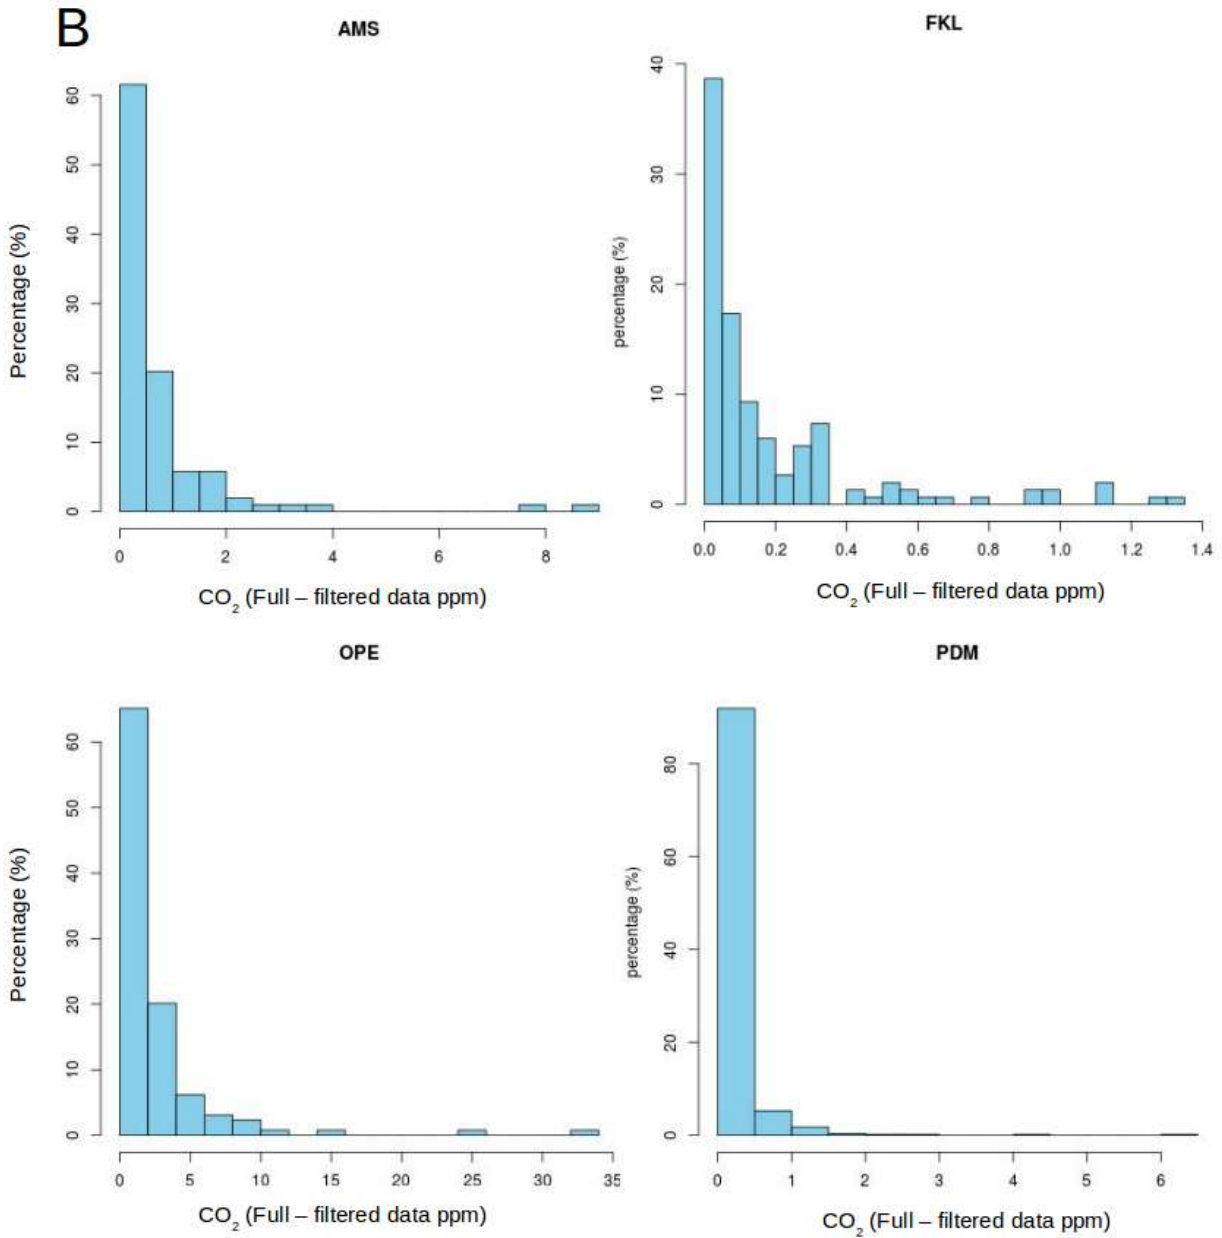 B
AMS
Percentage (%)
0 10 20 30 40 50 60
0 2 4 6 8
CO2 (Full – filtered data ppm)
FKL
percentage (%)
0 10 20 30 40
0.0 0.2 0.4 0.6 0.8 1.0 1.2 1.4
CO2 (Full – filtered data ppm)
OPE
Percentage (%)
0 10 20 30 40 50 60
0 5 10 15 20 25 30 35
CO2 (Full – filtered data ppm)
PDM
percentage (%)
0 20 40 60 80
0 1 2 3 4 5 6
CO2 (Full – filtered data ppm)